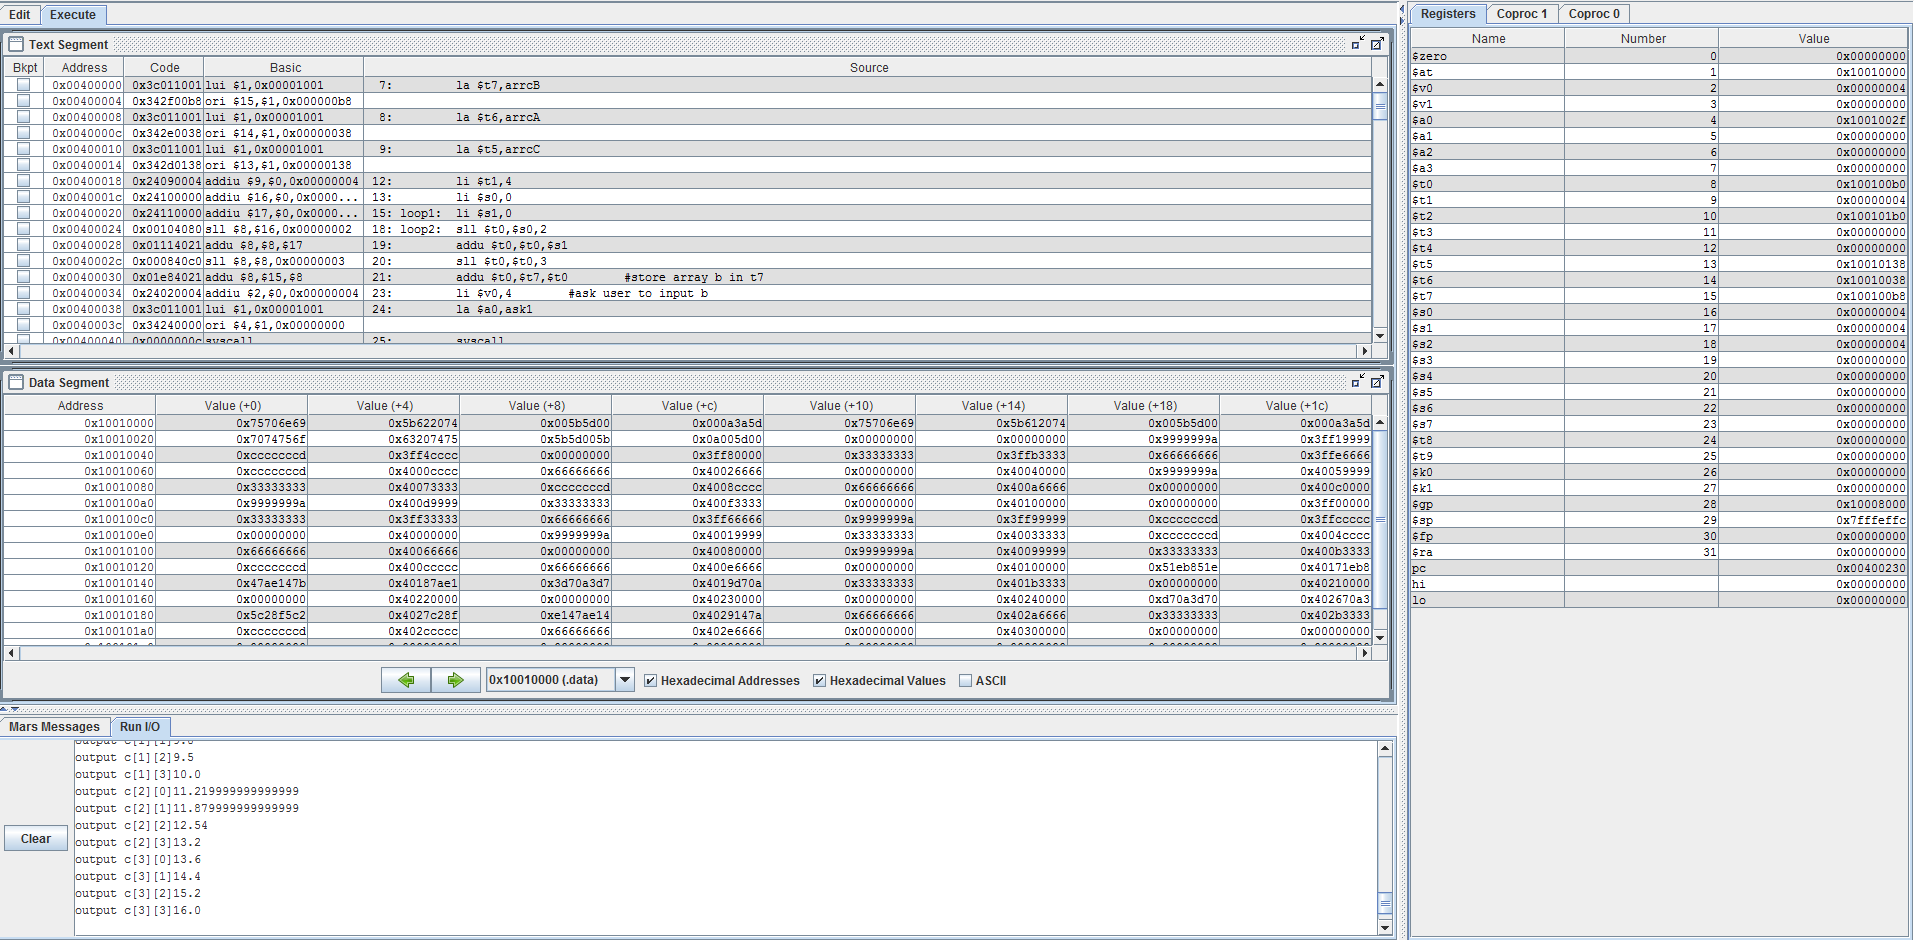 Edit Execute
Text Segment
Bkpt Address Code Basic Source
0x00400000 0x3c011001 lui $1,0x00001001 7: la $t7,arrcB
0x00400004 0x342f00b8 ori $15,$1,0x000000b8
0x00400008 0x3c011001 lui $1,0x00001001 8: la $t6,arrcA
0x0040000c 0x342e0038 ori $14,$1,0x00000038
0x00400010 0x3c011001 lui $1,0x00001001 9: la $t5,arrcC
0x00400014 0x342d0138 ori $13,$1,0x00000138
0x00400018 0x24090004 addiu $9,$0,0x00000004 12: li $t1,4
0x0040001c 0x24100000 addiu $16,$0,0x0000... 13: li $s0,0
0x00400020 0x24110000 addiu $17,$0,0x0000... 15: loop1: li $s1,0
0x00400024 0x00104080 sll $8,$16,0x00000002 18: loop2: sll $t0,$s0,2
0x00400028 0x01114021 addu $8,$8,$17 19: addu $t0,$t0,$s1
0x0040002c 0x000840c0 sll $8,$8,0x00000003 20: sll $t0,$t0,3
0x00400030 0x01e84021 addu $8,$15,$8 21: addu $t0,$t7,$t0 #store array b in t7
0x00400034 0x24020004 addiu $2,$0,0x00000004 23: li $v0,4 #ask user to input b
0x00400038 0x3c011001 lui $1,0x00001001 24: la $a0,ask1
0x0040003c 0x34240000 ori $4,$1,0x00000000
0x00400040 0x0000000c syscall 25: syscall
Data Segment
Address Value (+0) Value (+4) Value (+8) Value (+c) Value (+10) Value (+14) Value (+18) Value (+1c)
0x10010000 0x75706e69 0x5b622074 0x005b5d00 0x000a3a5d 0x75706e69 0x5b612074 0x005b5d00 0x000a3a5d
0x10010020 0x7074756f 0x63207475 0x5b5d005b 0x0a005d00 0x00000000 0x00000000 0x9999999a 0x3ff19999
0x10010040 0xcccccccd 0x3ff4cccc 0x00000000 0x3ff80000 0x33333333 0x3ffb3333 0x66666666 0x3ffe6666
0x10010060 0xcccccccd 0x4000cccc 0x66666666 0x40026666 0x00000000 0x40040000 0x9999999a 0x40059999
0x10010080 0x33333333 0x40073333 0xcccccccd 0x4008cccc 0x66666666 0x400a6666 0x00000000 0x400c0000
0x100100a0 0x9999999a 0x400d9999 0x33333333 0x400f3333 0x00000000 0x40100000 0x00000000 0x3ff00000
0x100100c0 0x33333333 0x3ff33333 0x66666666 0x3ff66666 0x9999999a 0x3ff99999 0xcccccccd 0x3ffccccc
0x100100e0 0x00000000 0x40000000 0x9999999a 0x40019999 0x33333333 0x40033333 0xcccccccd 0x4004cccc
0x10010100 0x66666666 0x40066666 0x00000000 0x40080000 0x9999999a 0x40099999 0x33333333 0x400b3333
0x10010120 0xcccccccd 0x400ccccc 0x66666666 0x400e6666 0x00000000 0x40100000 0x51eb851e 0x40171eb8
0x10010140 0x47ae147b 0x40187ae1 0x3d70a3d7 0x4019d70a 0x33333333 0x401b3333 0x00000000 0x40210000
0x10010160 0x00000000 0x40220000 0x00000000 0x40230000 0x00000000 0x40240000 0xd70a3d70 0x402670a3
0x10010180 0x5c28f5c2 0x4027c28f 0xe147ae14 0x4029147a 0x66666666 0x402a6666 0x33333333 0x402b3333
0x100101a0 0xcccccccd 0x402ccccc 0x66666666 0x402e6666 0x00000000 0x40300000 0x00000000 0x00000000
0x10010000 (.data) Hexadecimal Addresses Hexadecimal Values ASCII
Mars Messages Run I/O
output c[1][2]9.5
output c[1][3]10.0
output c[2][0]11.219999999999999
output c[2][1]11.879999999999999
output c[2][2]12.54
output c[2][3]13.2
output c[3][0]13.6
output c[3][1]14.4
output c[3][2]15.2
output c[3][3]16.0
Clear
Registers Coproc 1 Coproc 0
Name Number Value
$zero 0 0x00000000
$at 1 0x10010000
$v0 2 0x00000004
$v1 3 0x00000000
$a0 4 0x1001002f
$a1 5 0x00000000
$a2 6 0x00000000
$a3 7 0x00000000
$t0 8 0x100100b0
$t1 9 0x00000004
$t2 10 0x100101b0
$t3 11 0x00000000
$t4 12 0x00000000
$t5 13 0x10010138
$t6 14 0x10010038
$t7 15 0x100100b8
$s0 16 0x00000004
$s1 17 0x00000004
$s2 18 0x00000004
$s3 19 0x00000000
$s4 20 0x00000000
$s5 21 0x00000000
$s6 22 0x00000000
$s7 23 0x00000000
$t8 24 0x00000000
$t9 25 0x00000000
$k0 26 0x00000000
$k1 27 0x00000000
$gp 28 0x10008000
$sp 29 0x7fffeffc
$fp 30 0x00000000
$ra 31 0x00000000
pc 0x00400230
hi 0x00000000
lo 0x00000000